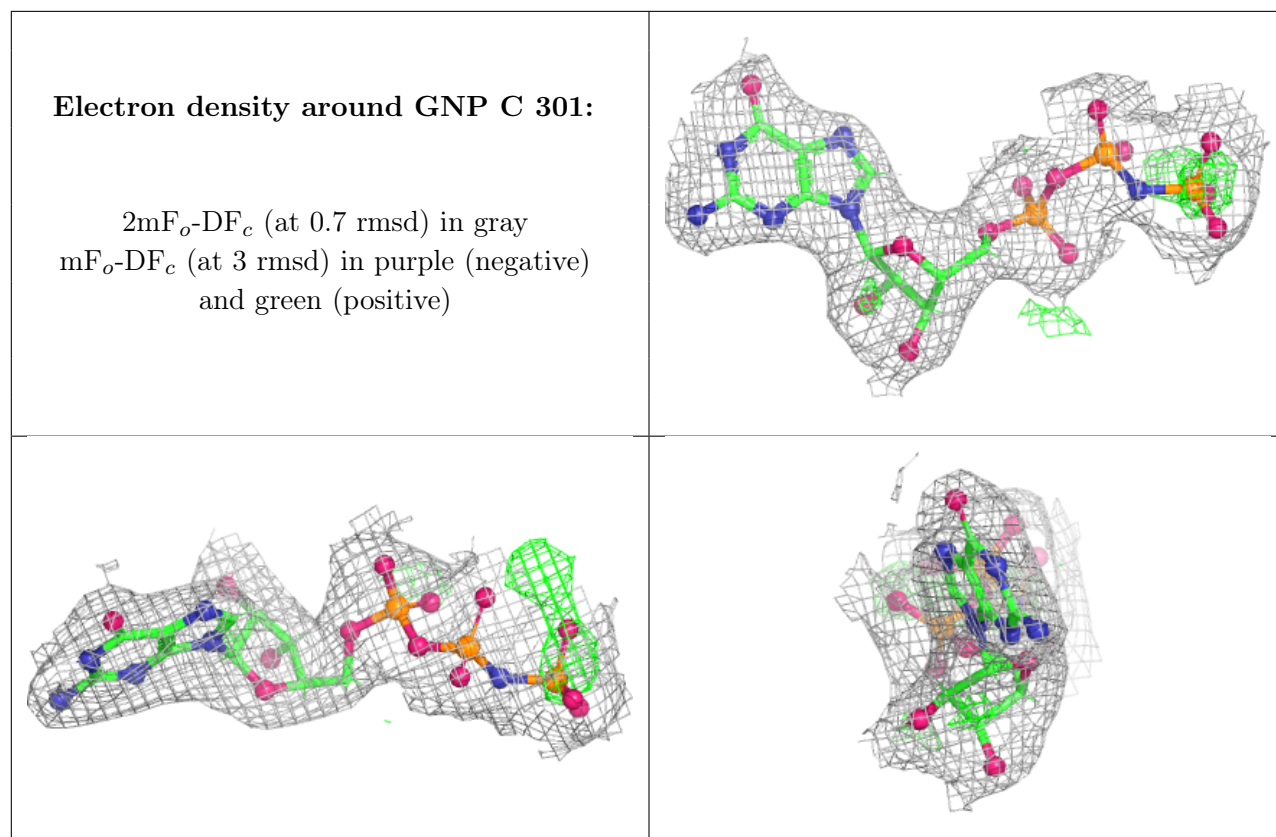 Electron density around GNP C 301:
2mFo-DFc (at 0.7 rmsd) in gray
mFo-DFc (at 3 rmsd) in purple (negative)
and green (positive)